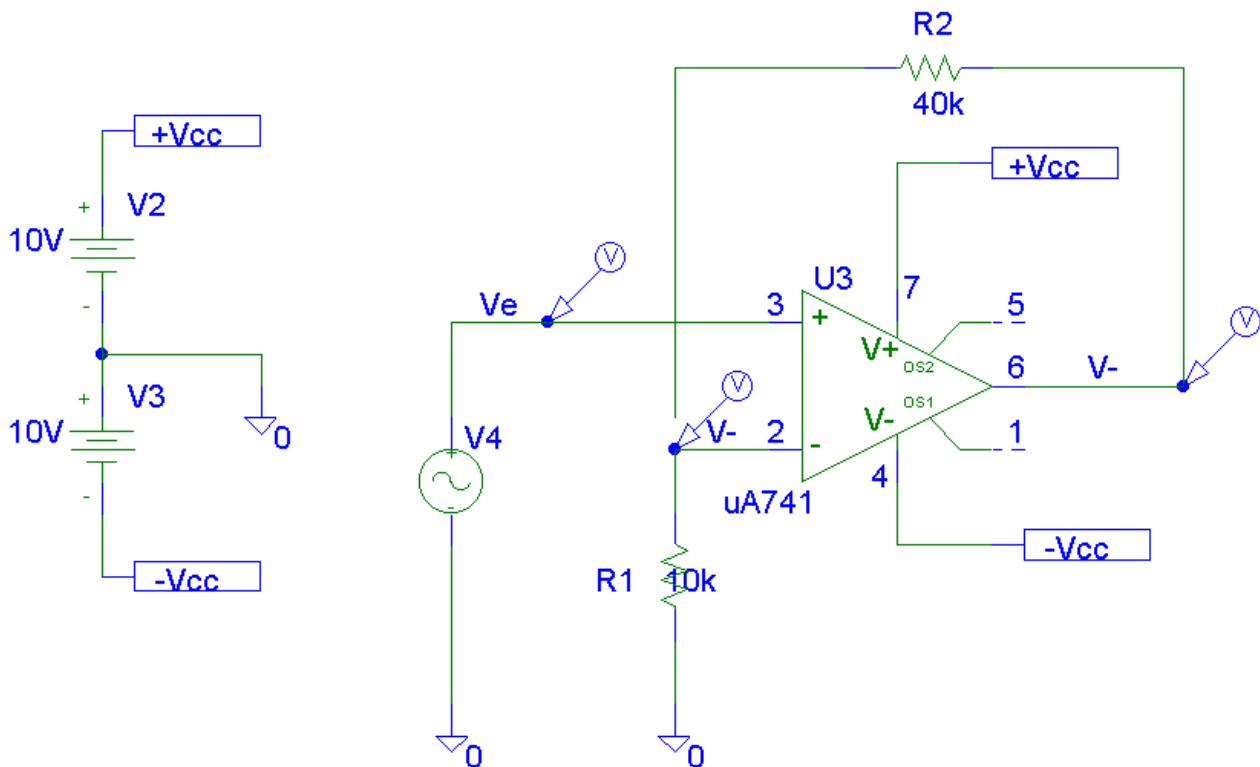 R2
40k
+Vcc
+Vcc
+
V2
10V
-
Ve
V
U3
7
5
3
+
V+
OS2
V
6
V-
+
V3
10V
-
0
V4
+
-
V
V-
2
-
V-
OS1
1
4
uA741
-Vcc
-Vcc
R1
10k
0
0